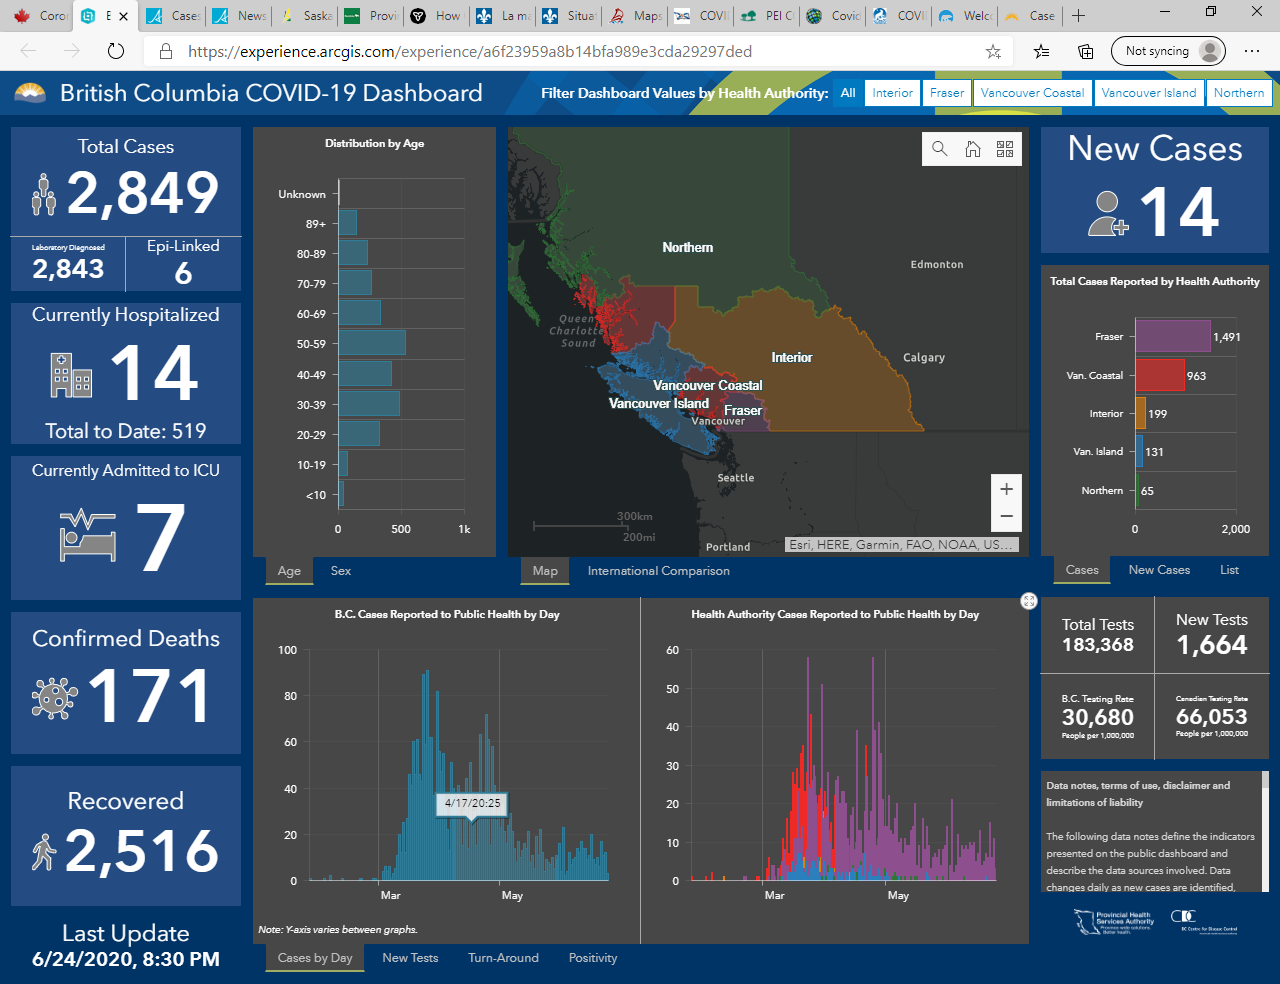 Coror
E
Case:
News
Saska
Provi
How
La ma
Situat
Maps
COVI
PEI C
Covid
COVI
Welc
Case
https://experience.arcgis.com/experience/a6f23959a8b14bfa989e3cda29297ded
Not syncing
British Columbia COVID-19 Dashboard
Filter Dashboard Values by Health Authority:
All
Interior
Fraser
Vancouver Coastal
Vancouver Island
Northern
Total Cases
2,849
Laboratory Diagnosed
2,843
Epi-Linked
6
Currently Hospitalized
14
Total to Date: 519
Currently Admitted to ICU
7
Confirmed Deaths
171
Recovered
2,516
Last Update
6/24/2020, 8:30 PM
Distribution by Age
Unknown
89+
80-89
70-79
60-69
50-59
40-49
30-39
20-29
10-19
<10
0
500
1k
Age
Sex
Northern
Edmonton
Queen
Charlotte
Sound
Interior
Calgary
Vancouver Coastal
Vancouver Island
Fraser
Vancouver
Seattle
300km
200mi
Portland
+
−
Esri, HERE, Garmin, FAO, NOAA, US...
Map
International Comparison
New Cases
14
Total Cases Reported by Health Authority
Fraser
1,491
Van. Coastal
963
Interior
199
Van. Island
131
Northern
65
0
2,000
Cases
New Cases
List
B.C. Cases Reported to Public Health by Day
100
80
60
40
20
0
4/17/20:25
Mar
May
Note: Y-axis varies between graphs.
Health Authority Cases Reported to Public Health by Day
60
50
40
30
20
10
0
Mar
May
Cases by Day
New Tests
Turn-Around
Positivity
Total Tests
183,368
New Tests
1,664
B.C. Testing Rate
30,680
People per 1,000,000
Canadian Testing Rate
66,053
People per 1,000,000
Data notes, terms of use, disclaimer and
limitations of liability
The following data notes define the indicators
presented on the public dashboard and
describe the data sources involved. Data
changes daily as new cases are identified,
Provincial Health
Services Authority
Province-wide solutions.
Better health.
BC Centre for Disease Control